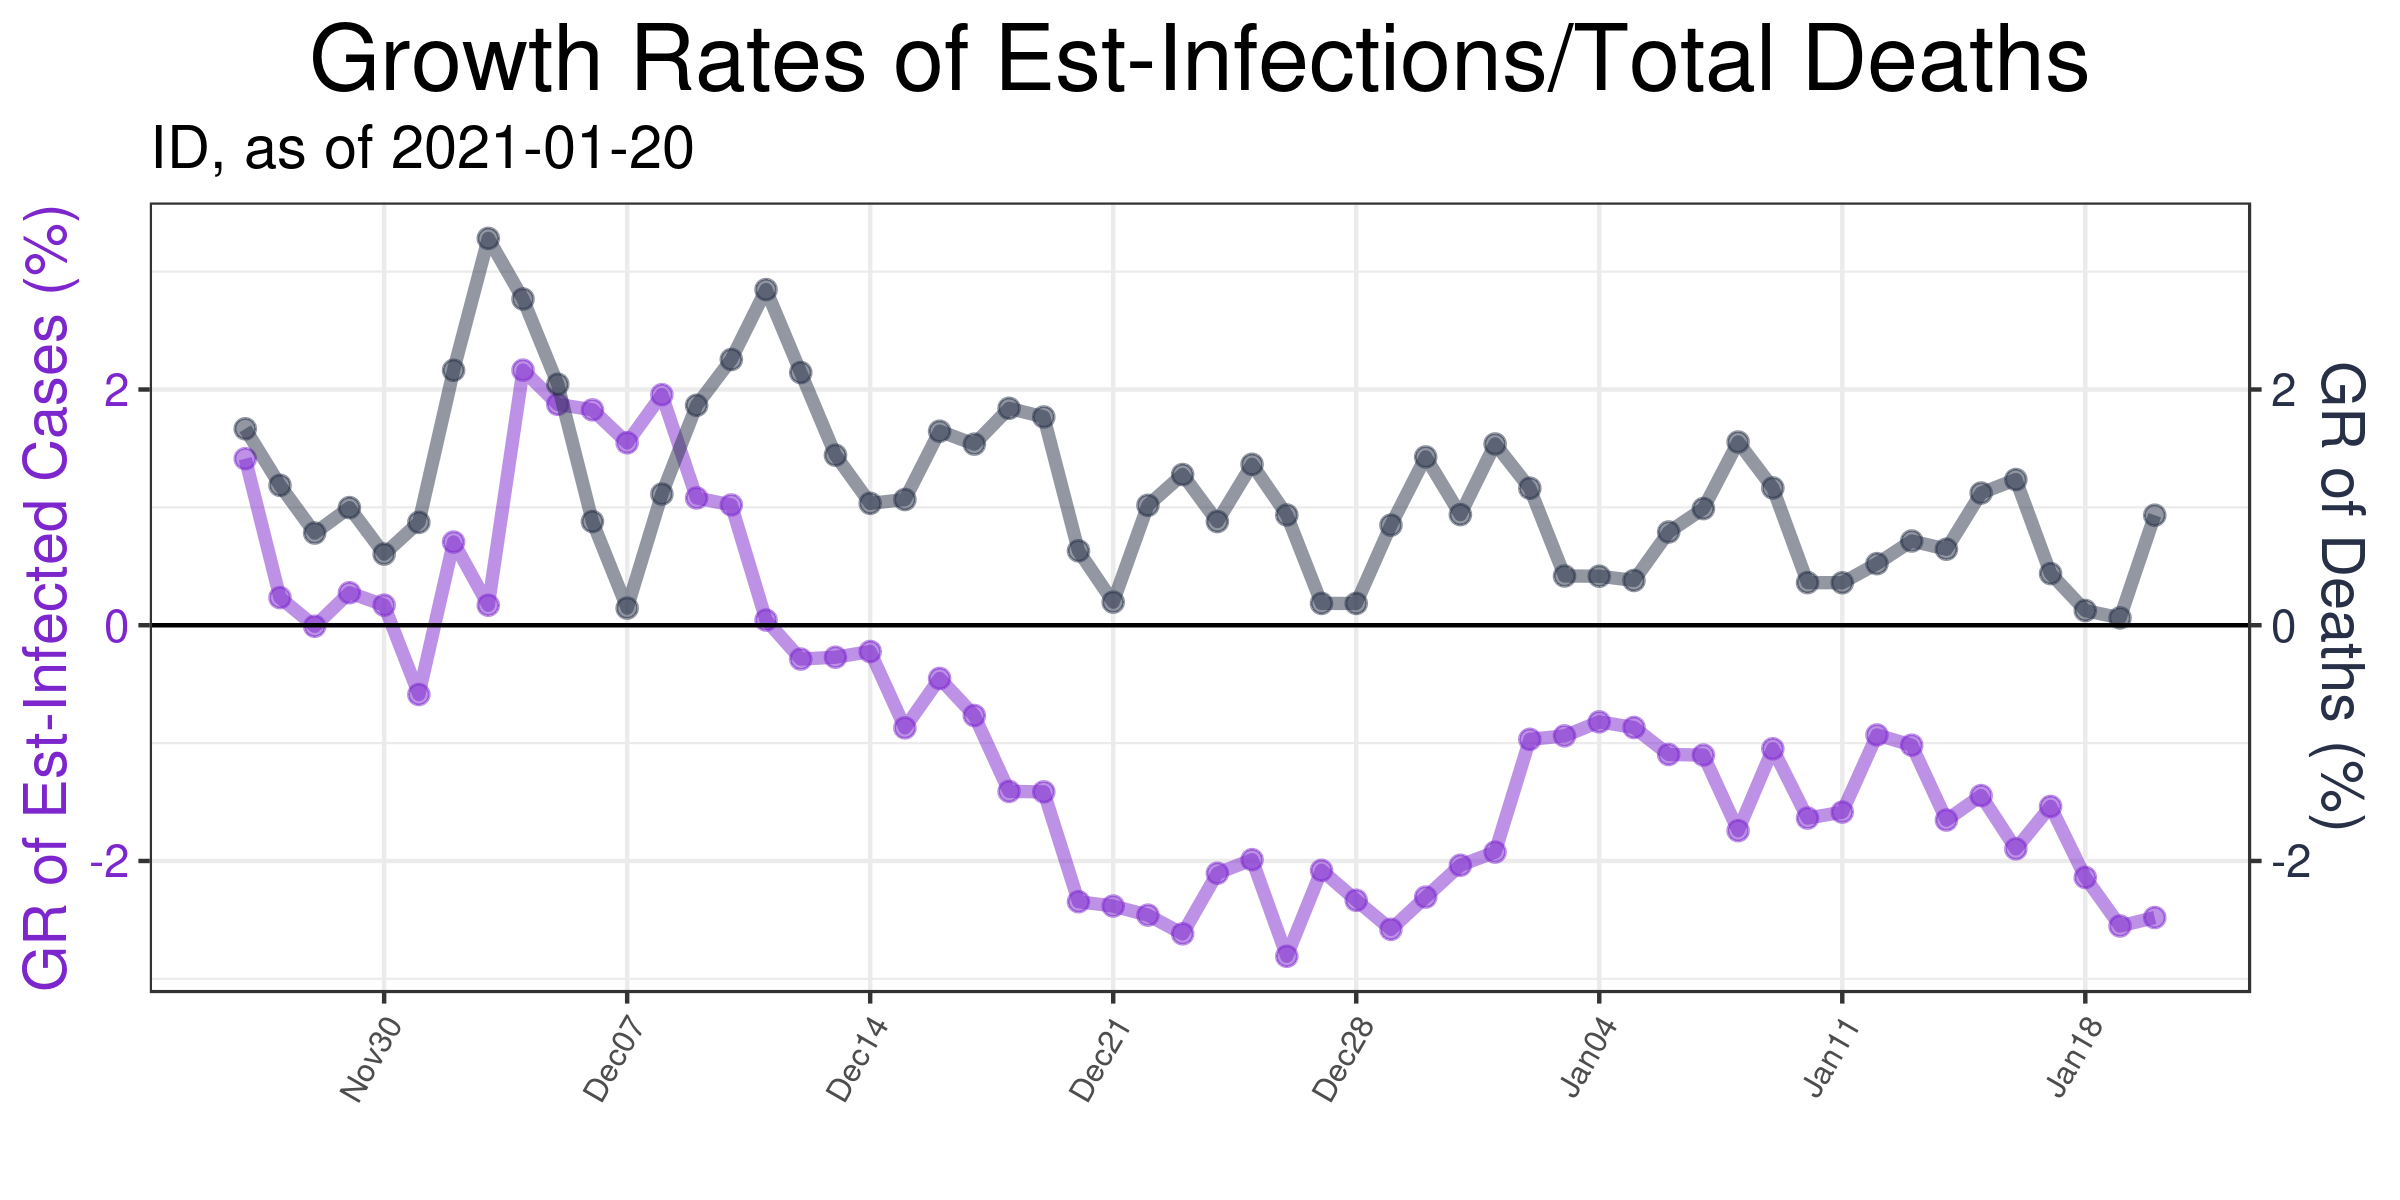 Growth Rates of Est-Infections/Total Deaths
ID, as of 2021-01-20
GR of Est-Infected Cases (%)
2
0
-2
2
0
-2
GR of Deaths (%)
Nov30
Dec07
Dec14
Dec21
Dec28
Jan04
Jan11
Jan18